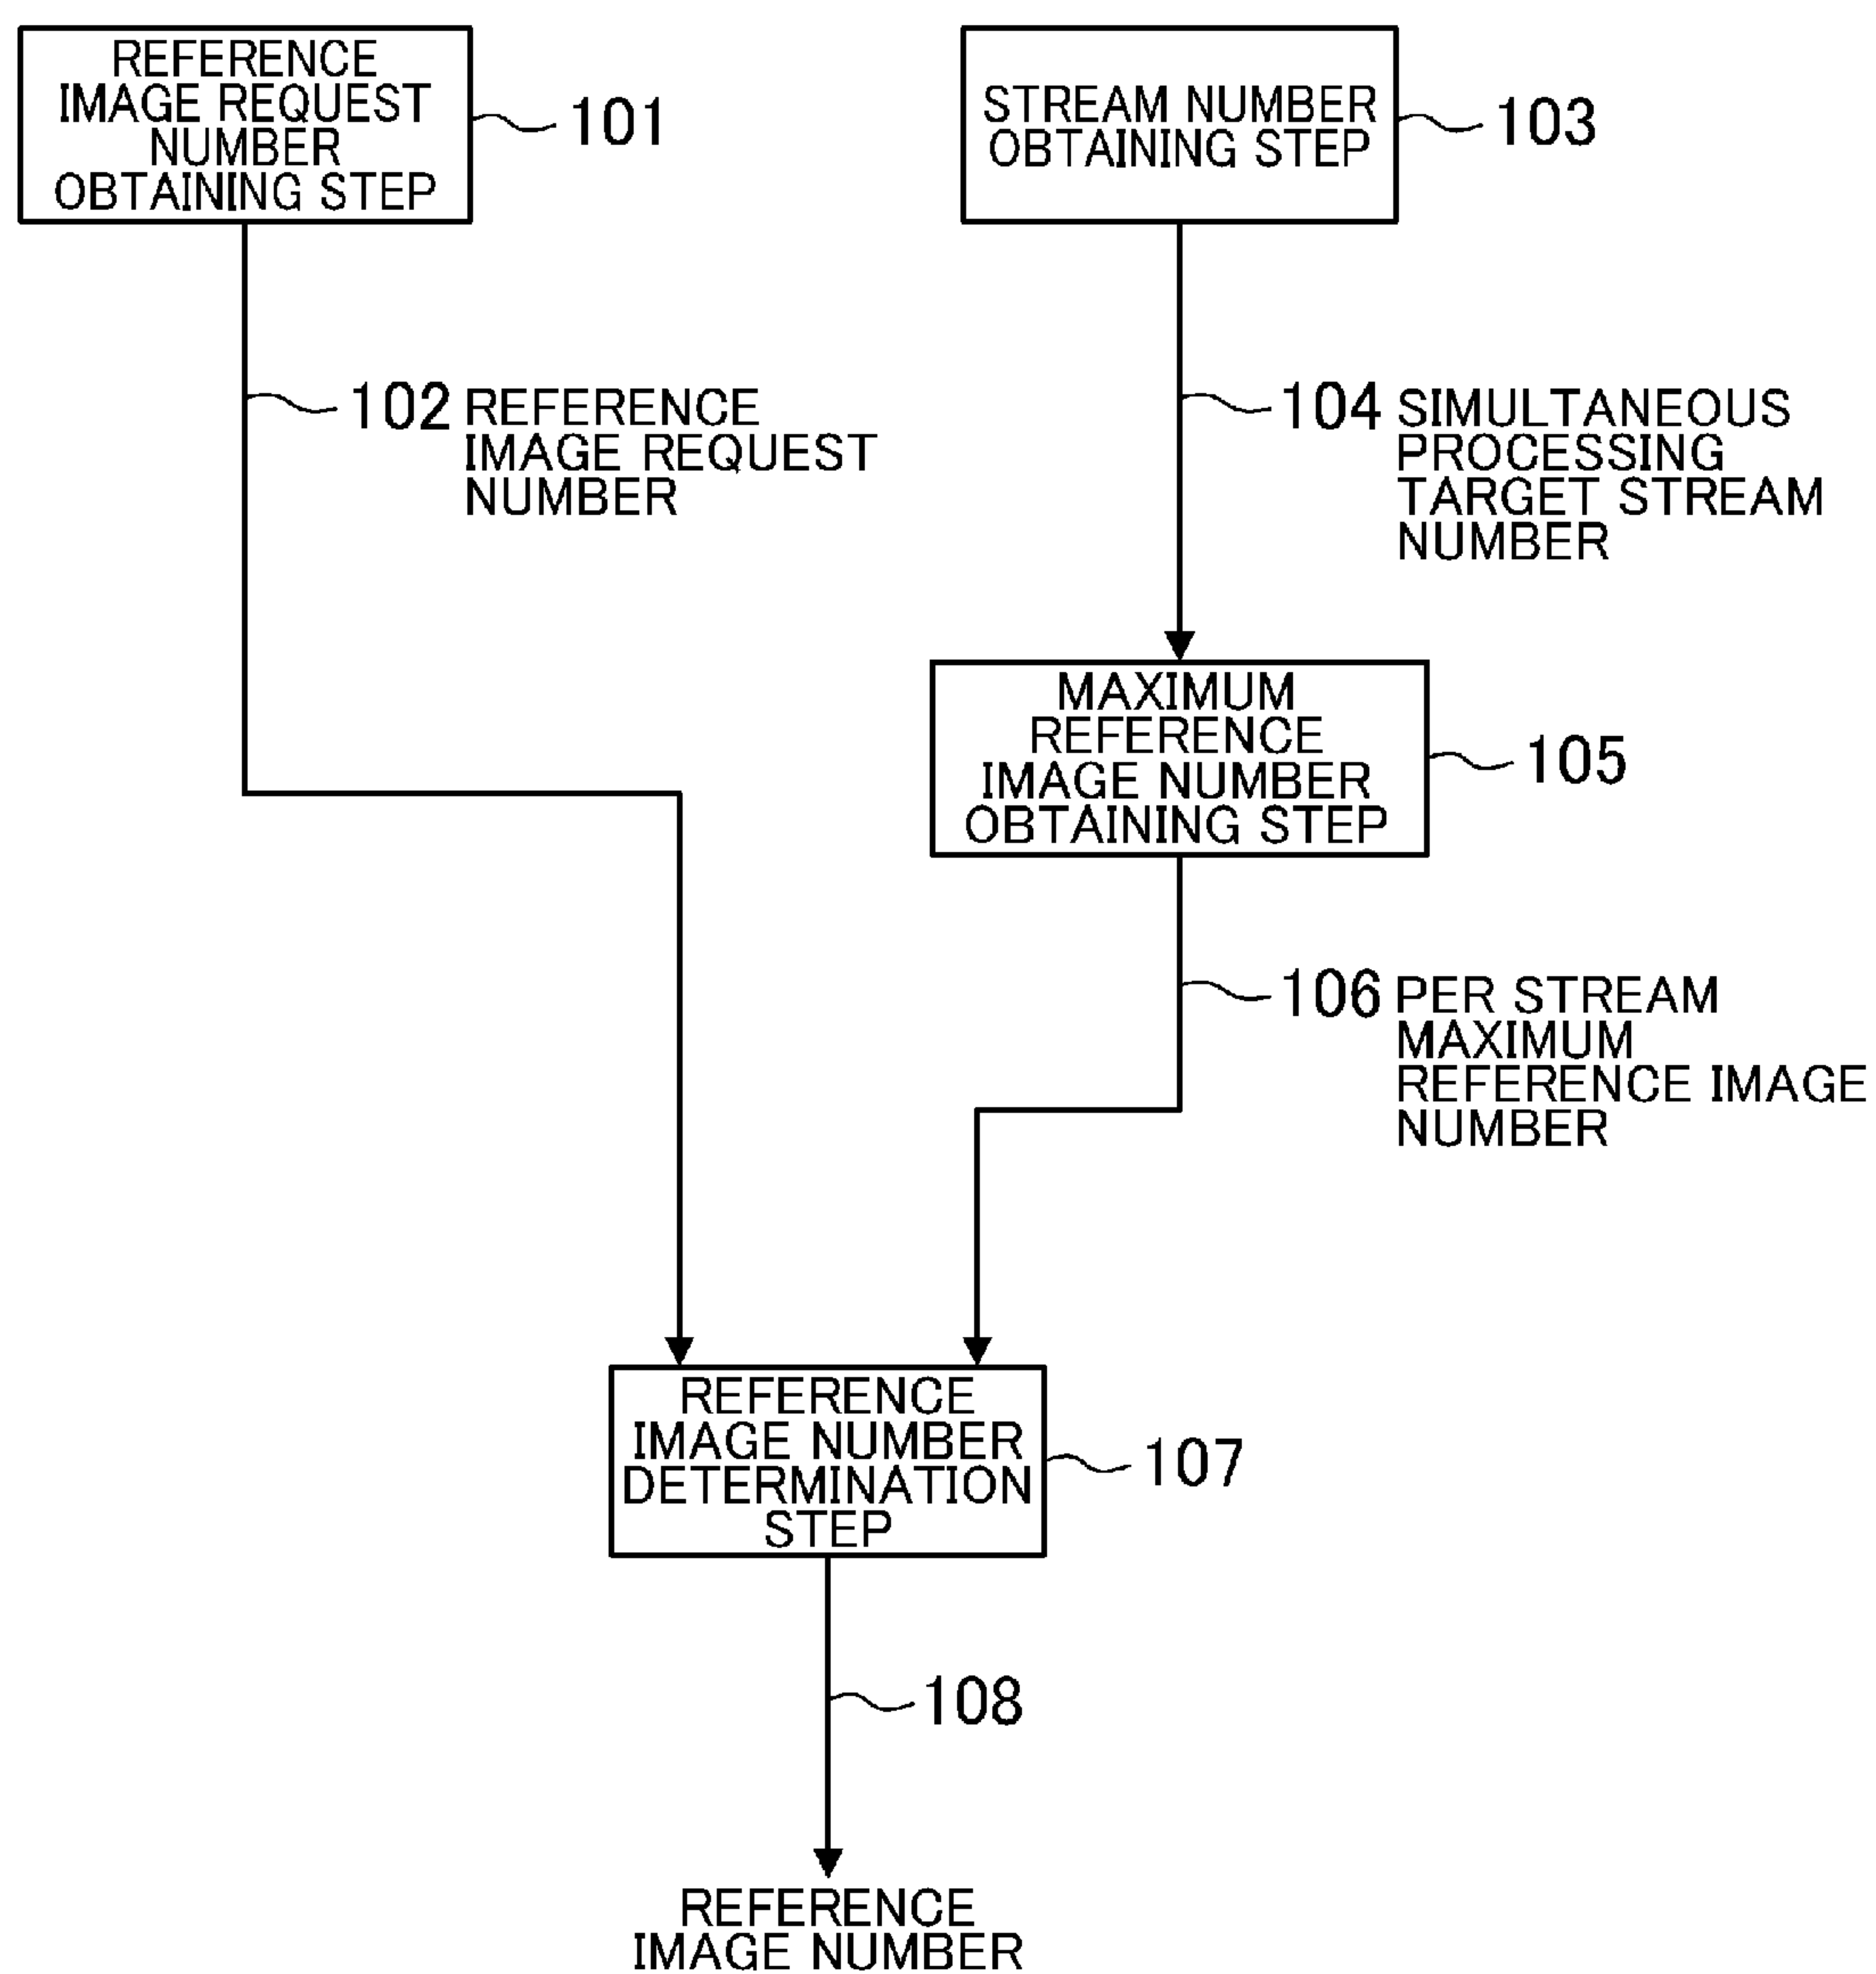 REFERENCE
IMAGE REQUEST
NUMBER
OBTAINING STEP
101
STREAM NUMBER
OBTAINING STEP
103
102 REFERENCE
IMAGE REQUEST
NUMBER
104 SIMULTANEOUS
PROCESSING
TARGET STREAM
NUMBER
MAXIMUM
REFERENCE
IMAGE NUMBER
OBTAINING STEP
105
106 PER STREAM
MAXIMUM
REFERENCE IMAGE
NUMBER
REFERENCE
IMAGE NUMBER
DETERMINATION
STEP
107
108
REFERENCE
IMAGE NUMBER